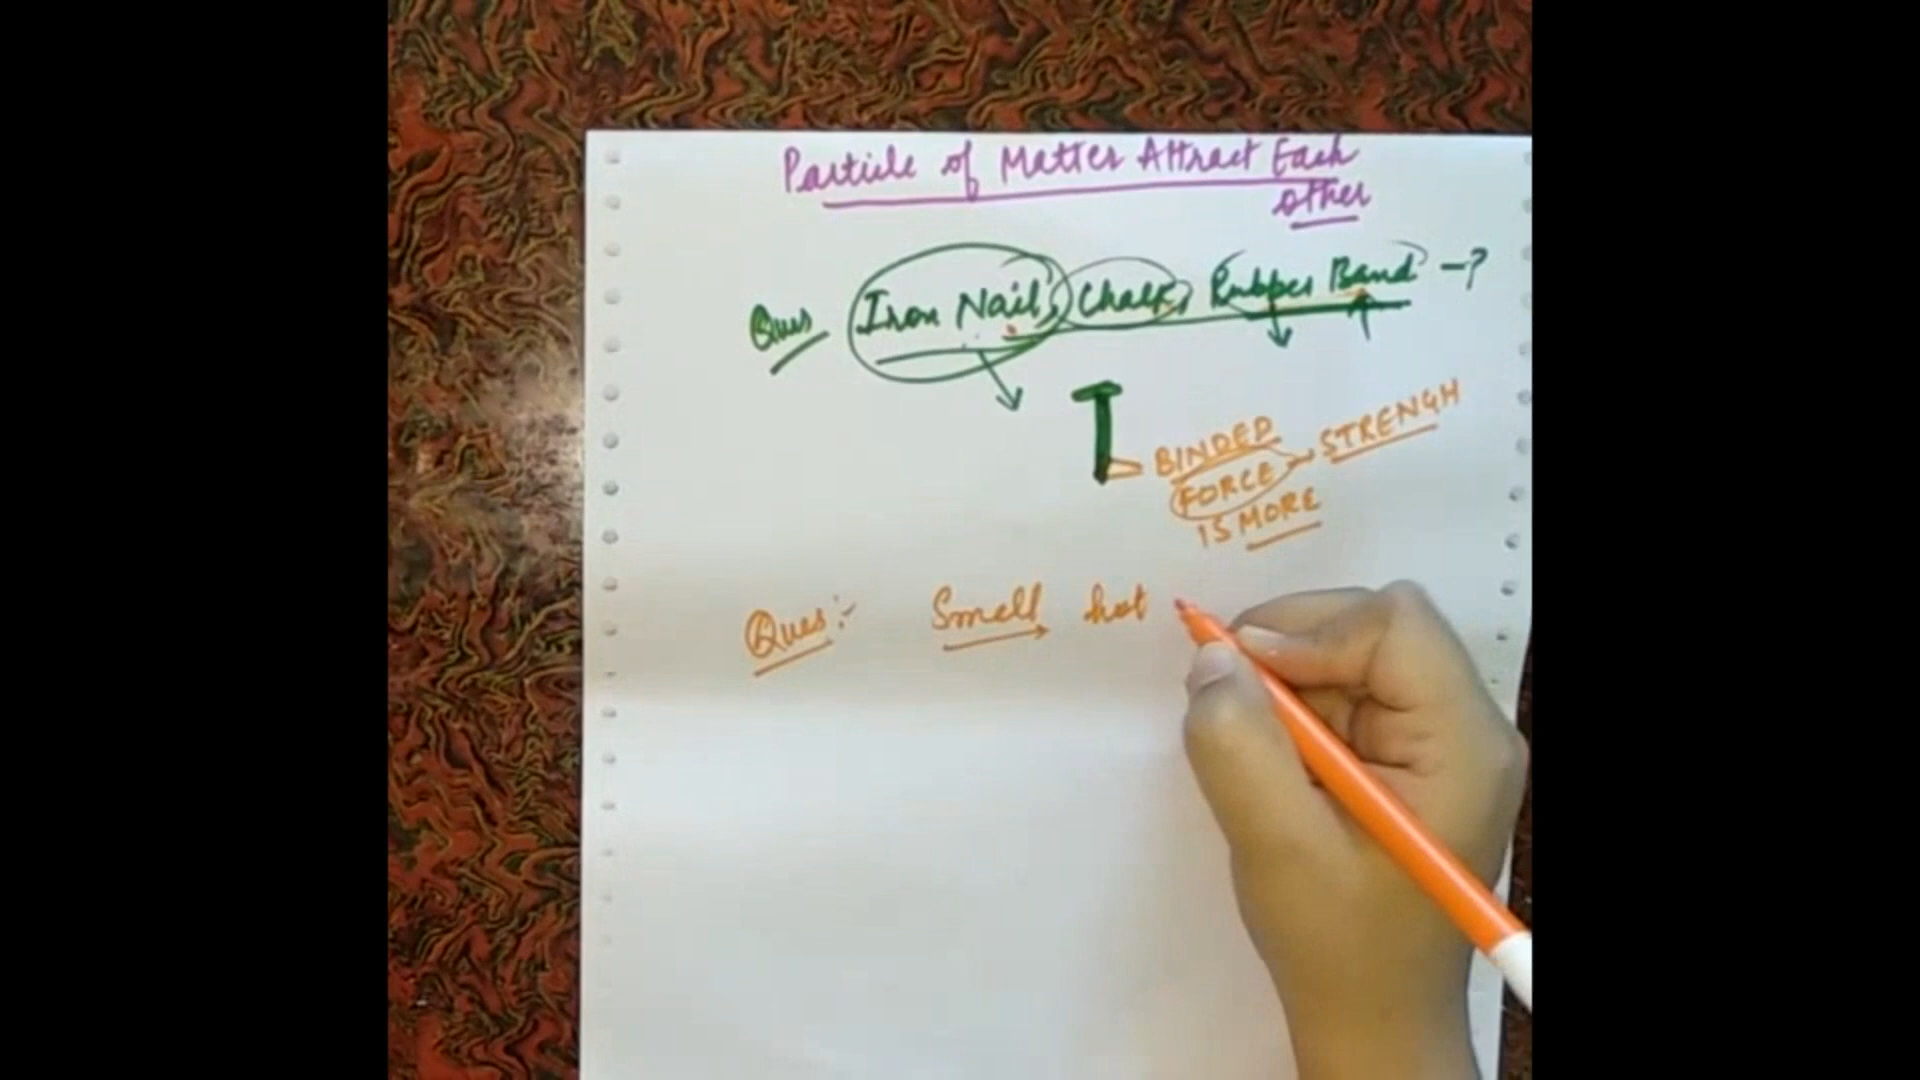 Particle of Matter Attract Each
other
Ques Iron Nail, Chalk, Rubber Band -?
BINDED
FORCE STRENGH
IS MORE
Ques:- Smell hot